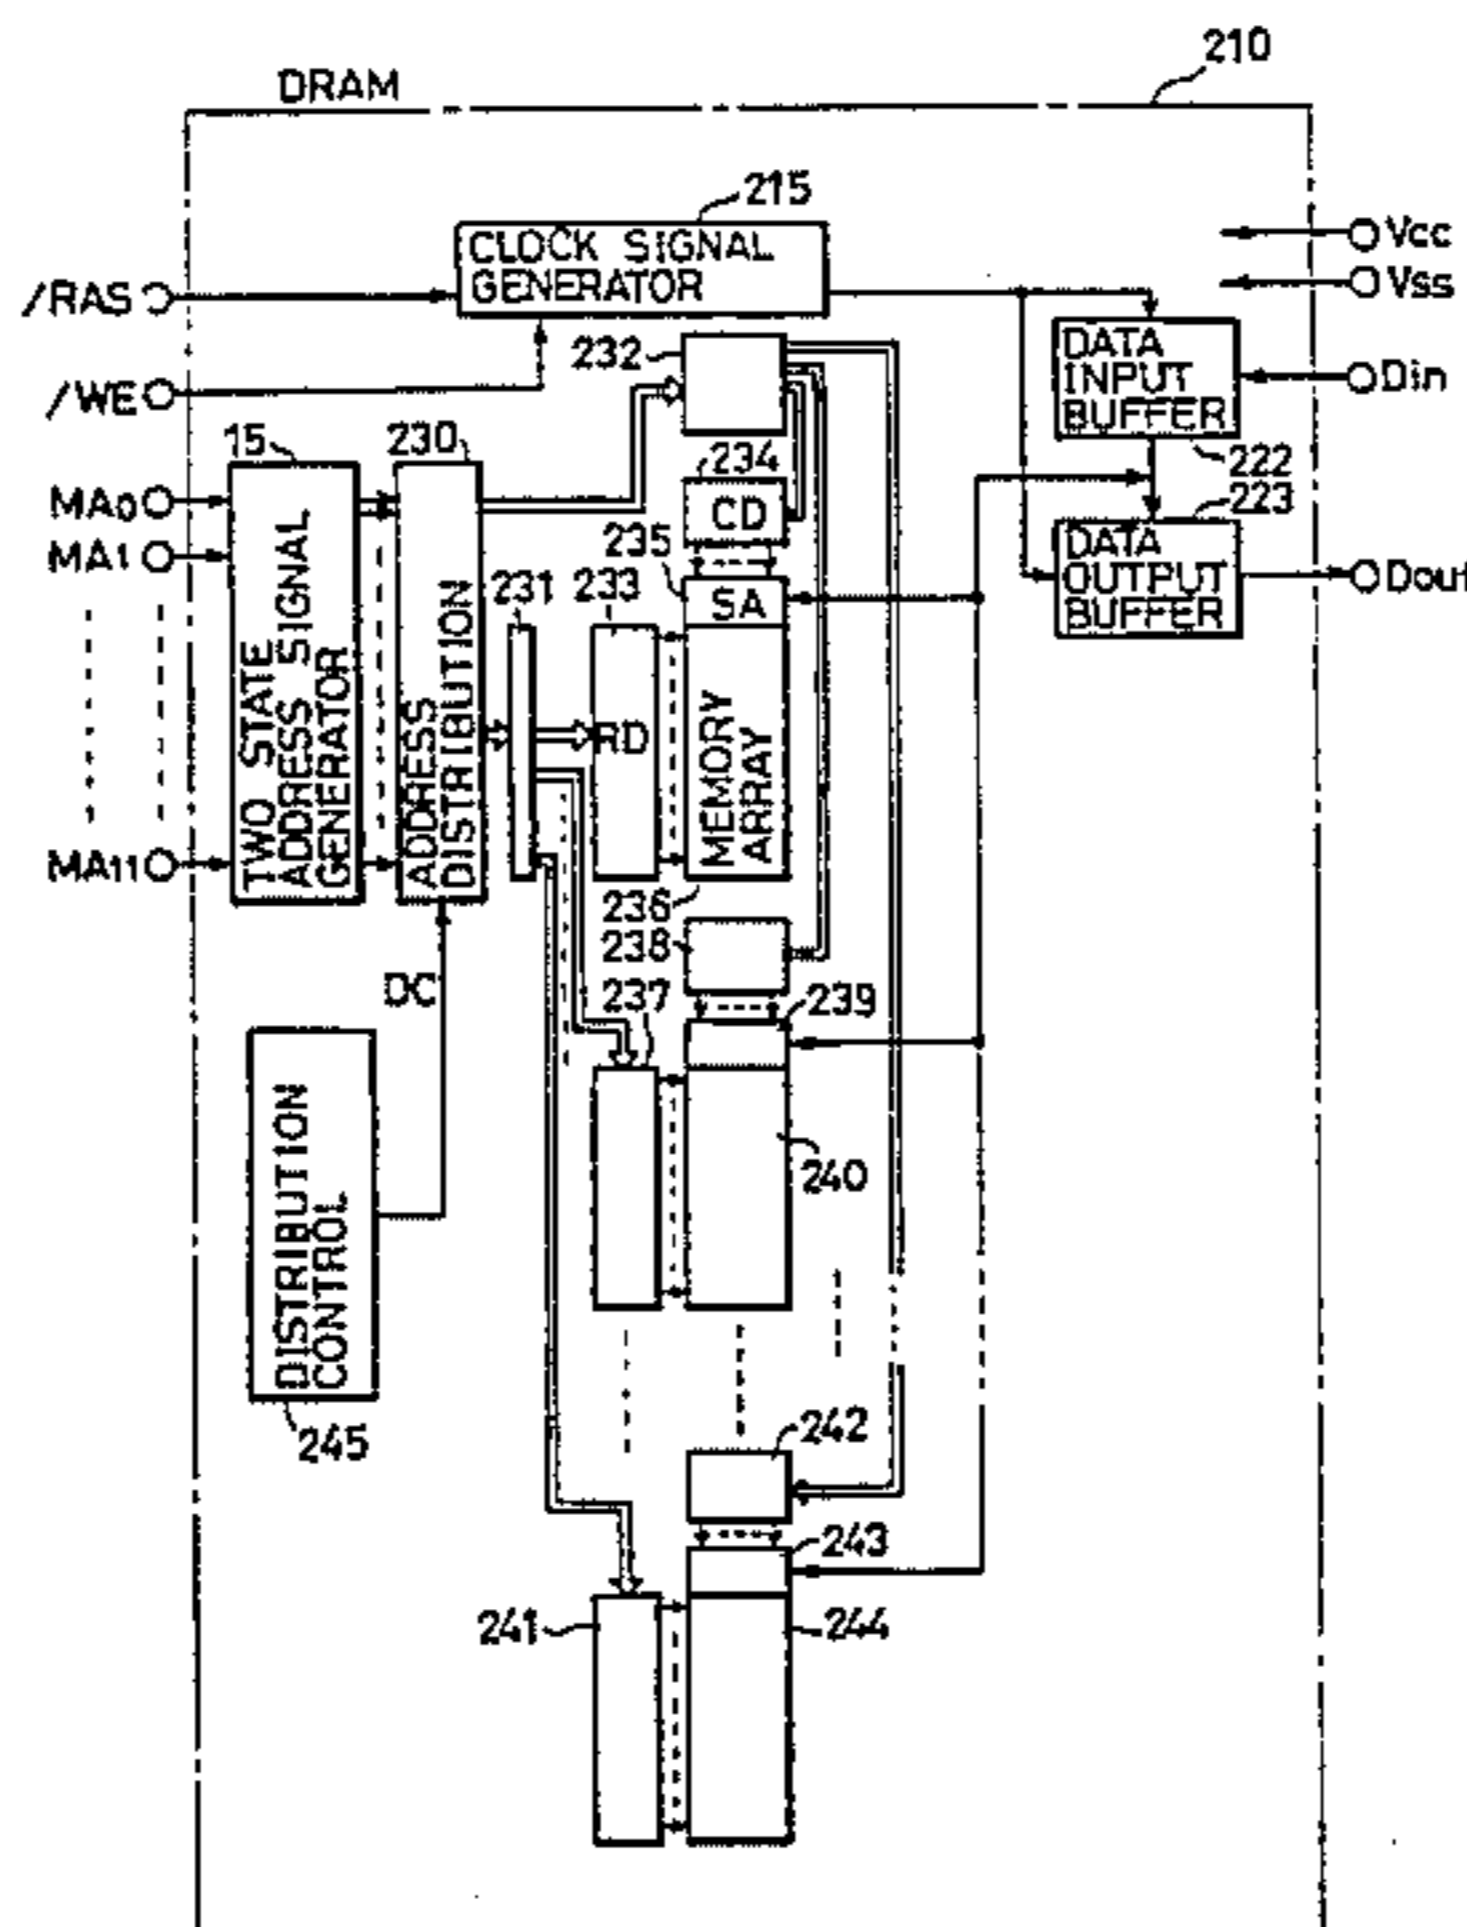 210
DRAM
215
CLOCK SIGNAL
GENERATOR
Vcc
Vss
/RAS
232
DATA
INPUT
BUFFER
Din
/WE
15
230
234
222
223
MA0
CD
MA1
235
DATA
OUTPUT
BUFFER
Dout
231
233
SA
TWO STATE
ADDRESS SIGNAL
GENERATOR
ADDRESS
DISTRIBUTION
RD
MEMORY
ARRAY
MA11
236
238
DC
237
239
DISTRIBUTION
CONTROL
240
245
242
243
241
244